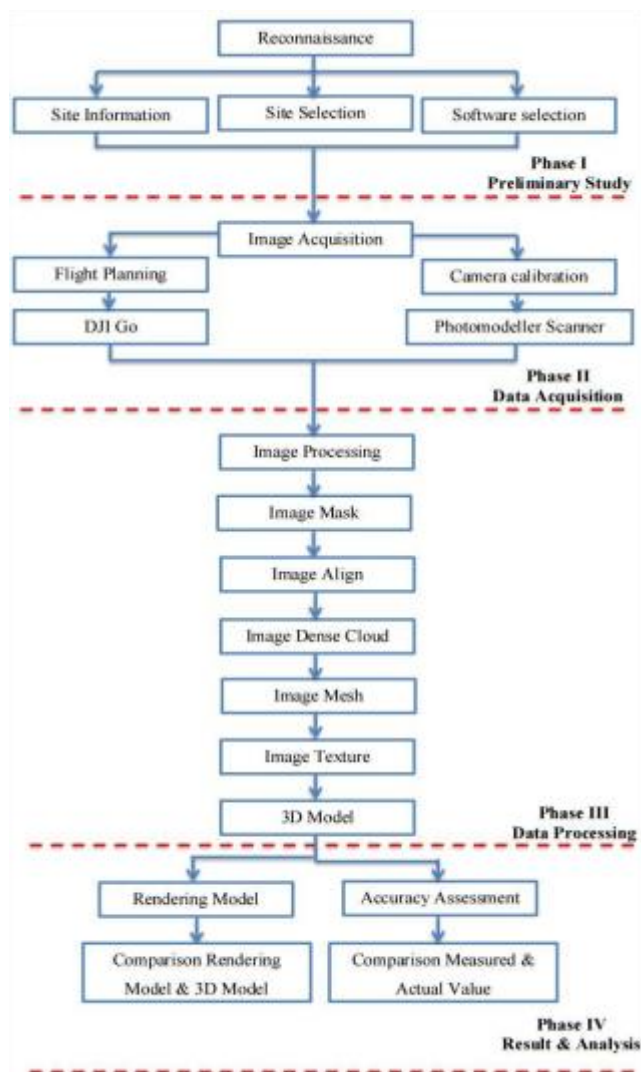 Reconnaissance
Site Information
Site Selection
Software selection
Phase I
Preliminary Study
Image Acquisition
Flight Planning
Camera calibration
DJI Go
Photomodeller Scanner
Phase II
Data Acquisition
Image Processing
Image Mask
Image Align
Image Dense Cloud
Image Mesh
Image Texture
3D Model
Phase III
Data Processing
Rendering Model
Accuracy Assessment
Comparison Rendering
Model & 3D Model
Comparison Measured &
Actual Value
Phase IV
Result & Analysis